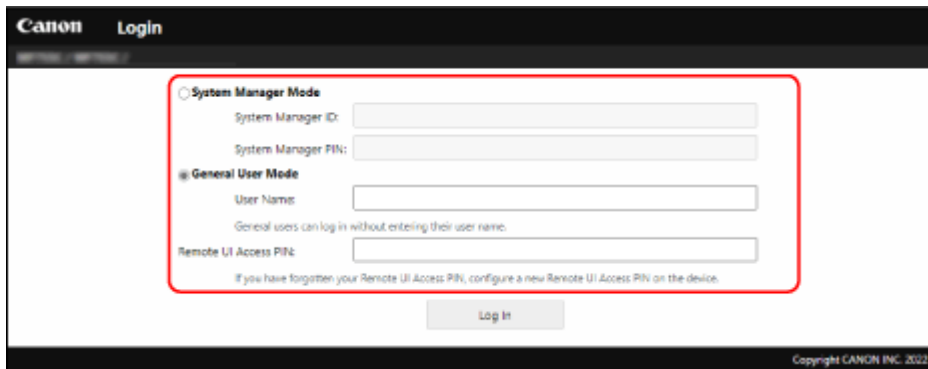 Canon Login
System Manager Mode
System Manager ID:
System Manager PIN:
General User Mode
User Name:
General users can log in without entering their user name.
Remote UI Access PIN:
If you have forgotten your Remote UI Access PIN, configure a new Remote UI Access PIN on the device.
Log In
Copyright CANON INC. 2022